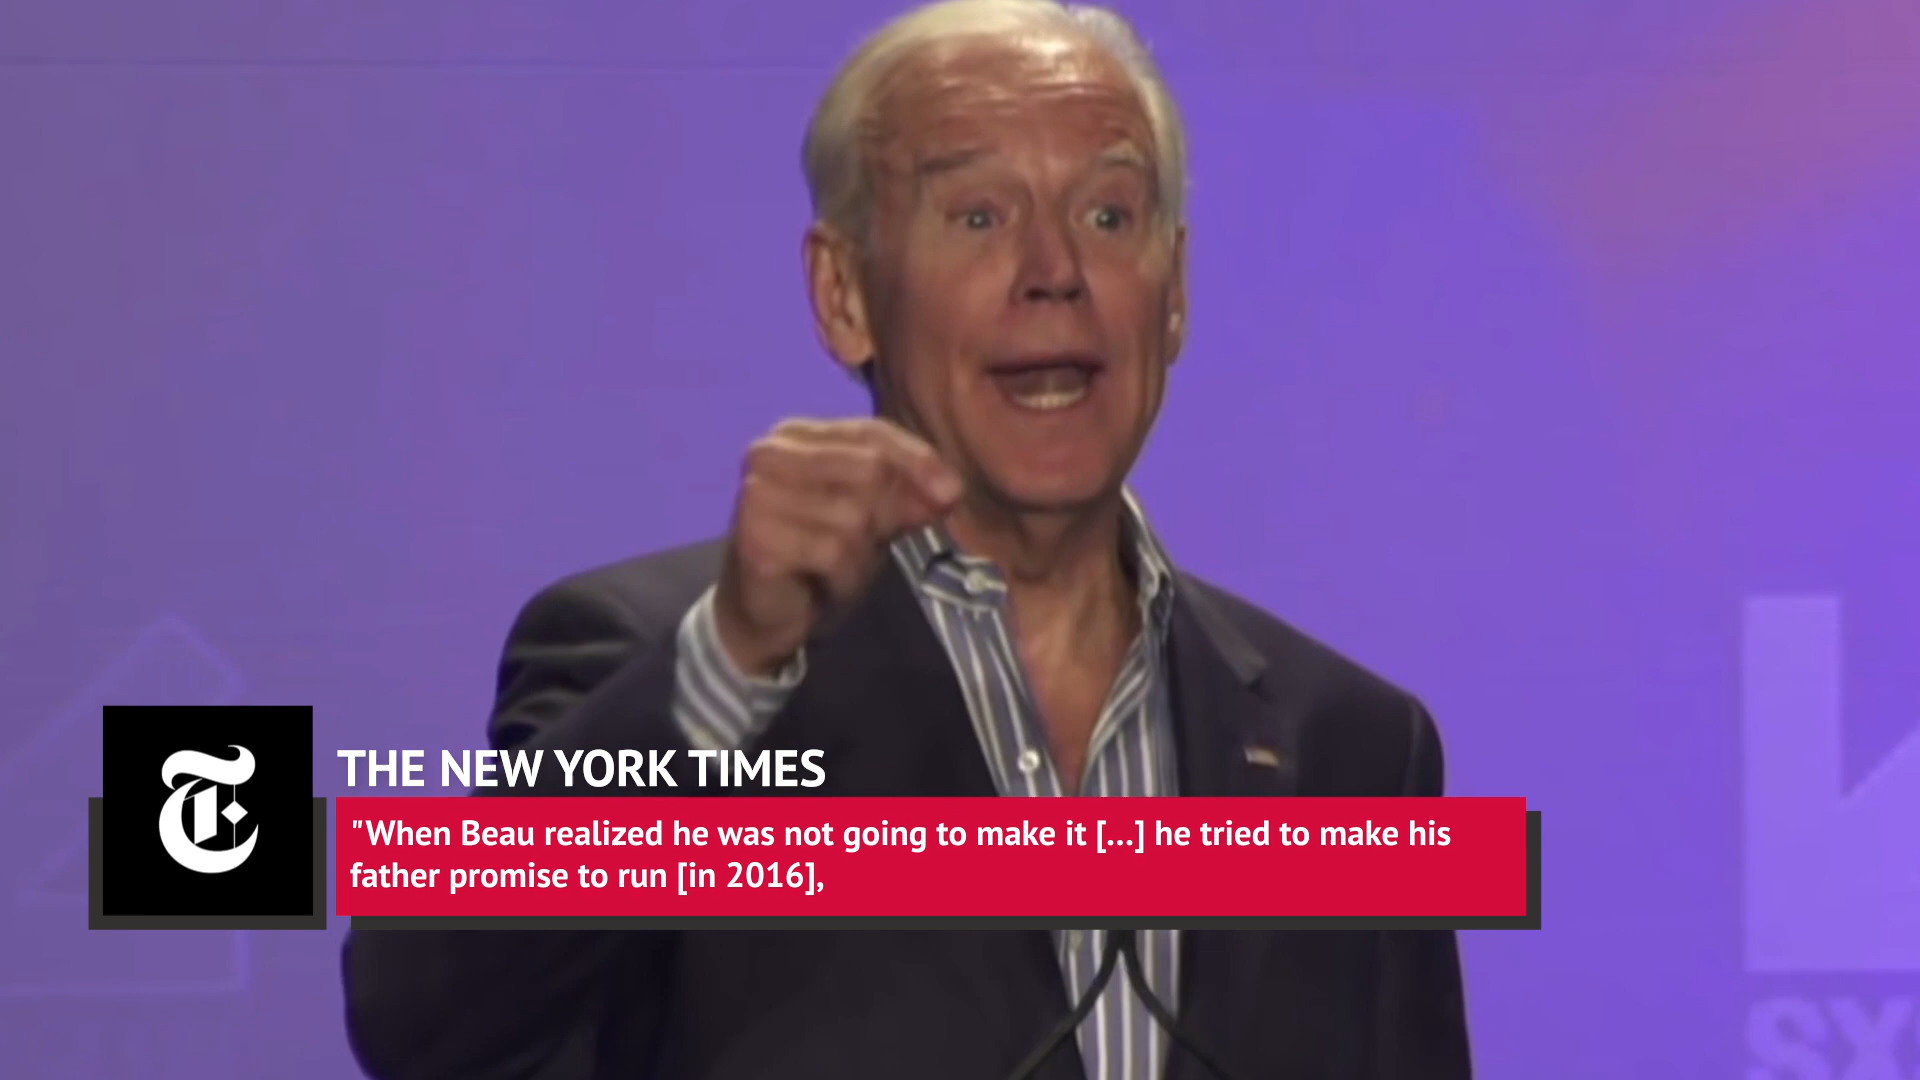 THE NEW YORK TIMES
"When Beau realized he was not going to make it [...] he tried to make his
father promise to run [in 2016],
SXS